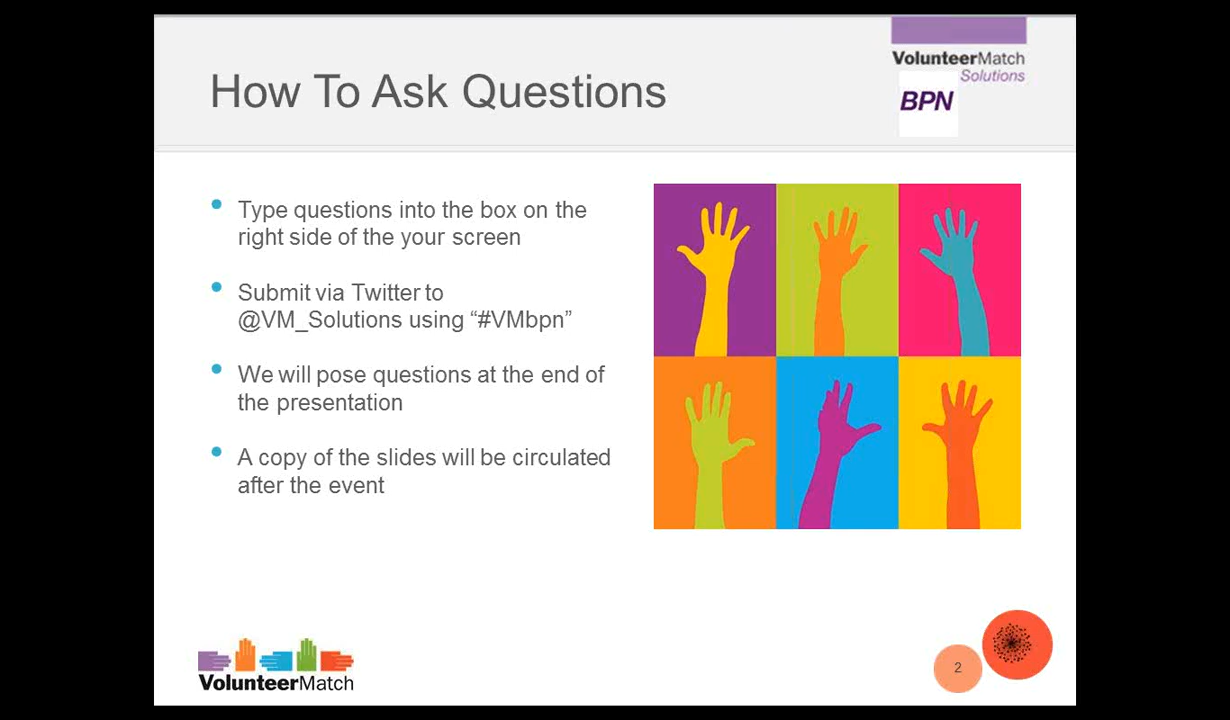 How To Ask Questions
VolunteerMatch
Solutions
BPN
Type questions into the box on the
right side of the your screen
Submit via Twitter to
@VM_Solutions using “#VMbpn”
We will pose questions at the end of
the presentation
A copy of the slides will be circulated
after the event
VolunteerMatch
2